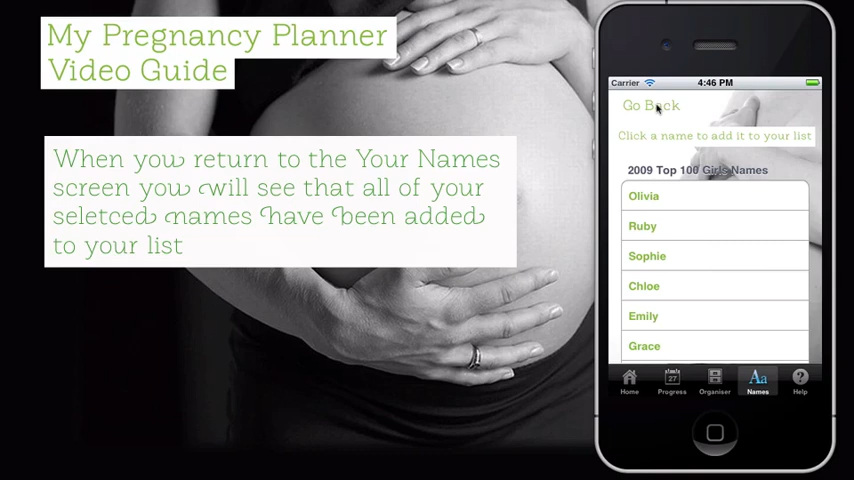 My Pregnancy Planner
Video Guide
When you return to the Your Names
screen you will see that all of your
seletced names have been added
to your list
Carrier
4:46 PM
Go Back
Click a name to add it to your list
2009 Top 100 Girls Names
Olivia
Ruby
Sophie
Chloe
Emily
Grace
27
Aa
?
Home
Progress
Organiser
Names
Help